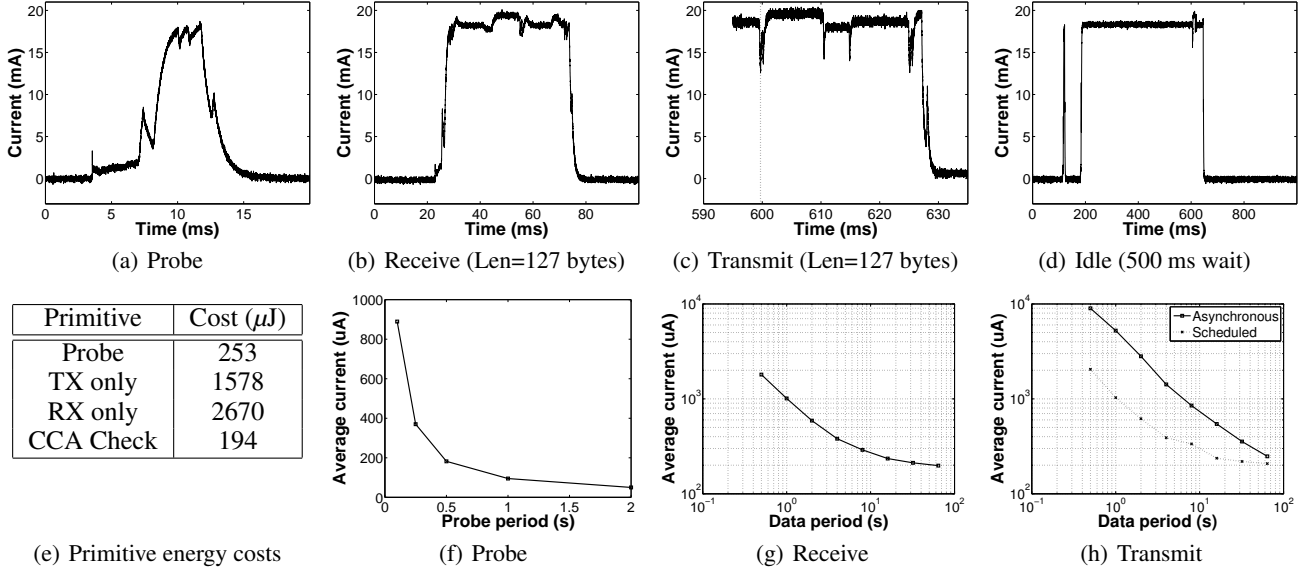 Current (mA)
20
15
10
5
0
0 5 10 15
Time (ms)
(a) Probe
Current (mA)
20
15
10
5
0
0 20 40 60 80
Time (ms)
(b) Receive (Len=127 bytes)
Current (mA)
20
15
10
5
0
590 600 610 620 630
Time (ms)
(c) Transmit (Len=127 bytes)
Current (mA)
20
15
10
5
0
0 200 400 600 800
Time (ms)
(d) Idle (500 ms wait)
Primitive Cost (μJ)
Probe 253
TX only 1578
RX only 2670
CCA Check 194
(e) Primitive energy costs
Average current (uA)
1000
800
600
400
200
0
0 0.5 1 1.5 2
Probe period (s)
(f) Probe
Average current (uA)
10^4
10^3
10^2
10^-1 10^0 10^1 10^2
Data period (s)
(g) Receive
Average current (uA)
10^4
10^3
10^2
Asynchronous
Scheduled
10^-1 10^0 10^1 10^2
Data period (s)
(h) Transmit